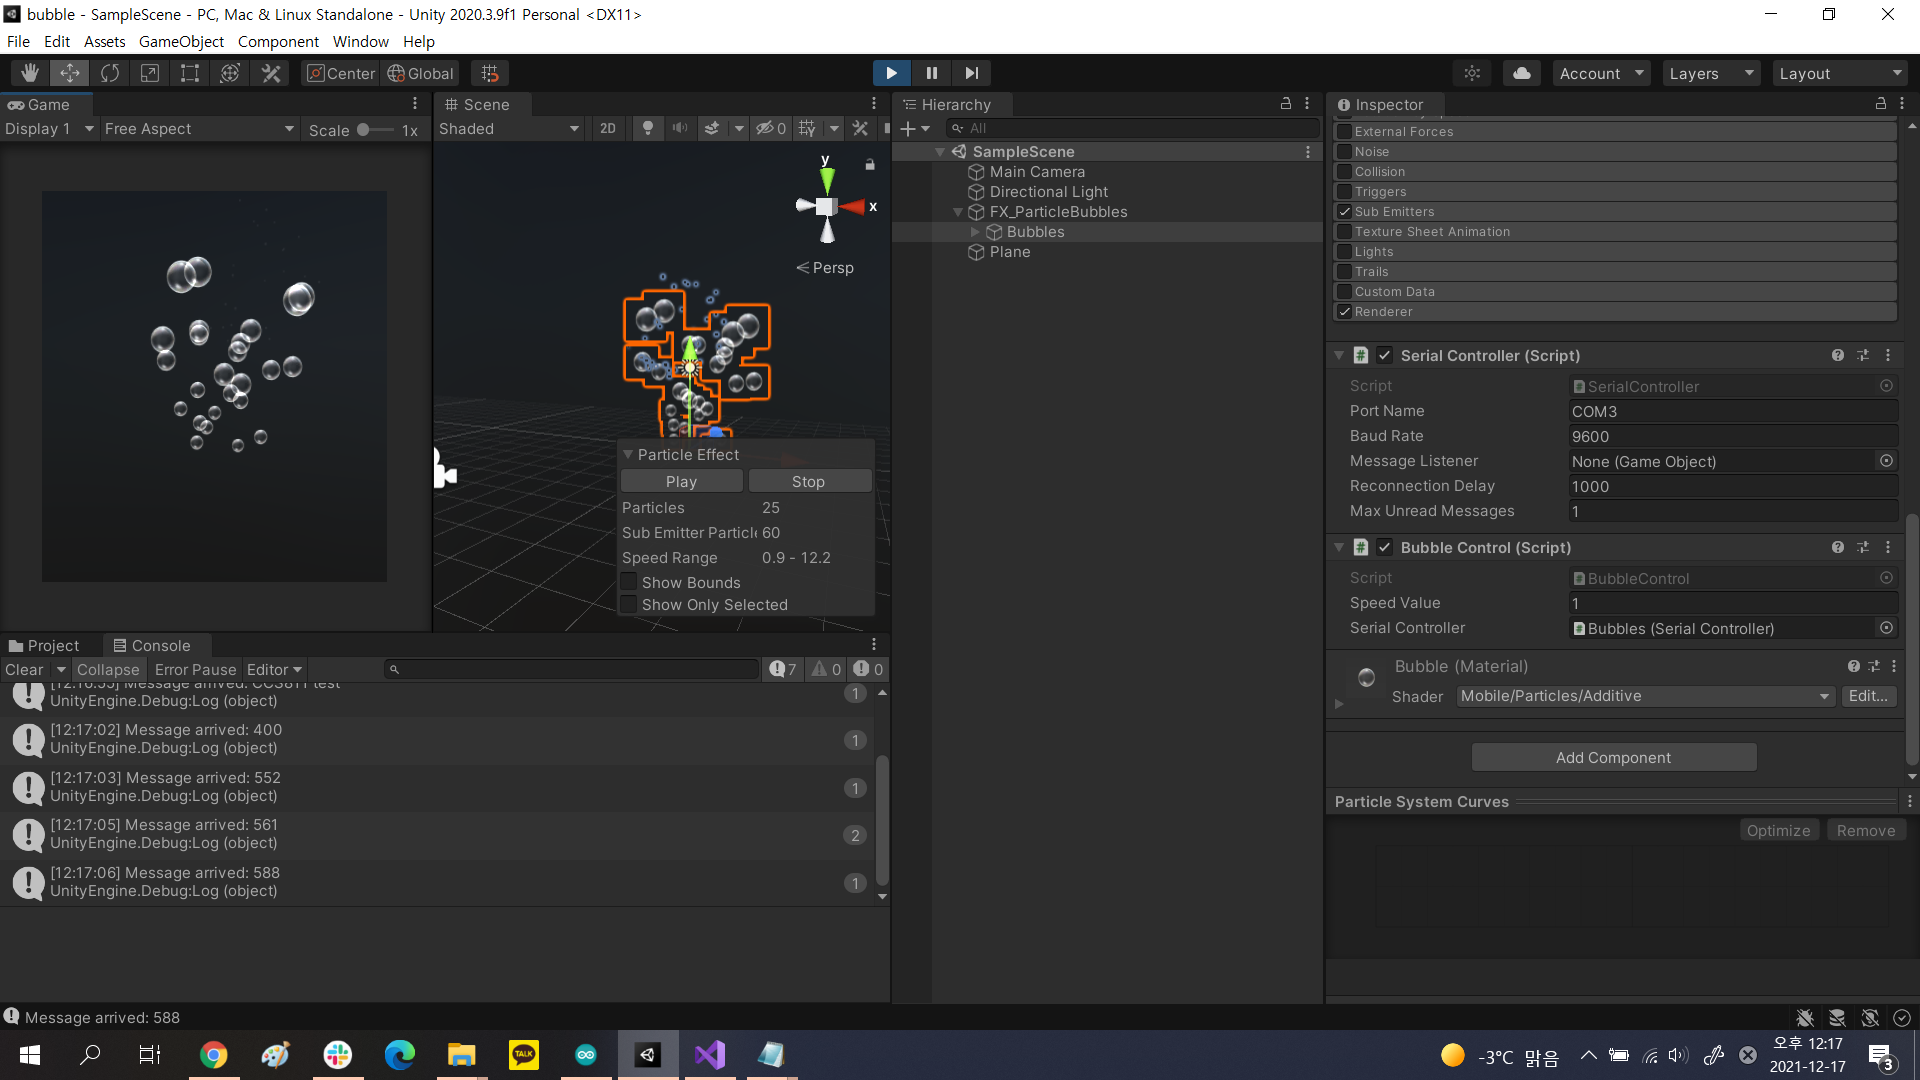 bubble - SampleScene - PC, Mac & Linux Standalone - Unity 2020.3.9f1 Personal <DX11>
File Edit Assets GameObject Component Window Help
Center Global
Account Layers Layout
Game
Display 1 Free Aspect Scale 1x
Scene
Shaded 2D 0
y
x
Persp
Particle Effect
Play Stop
Particles 25
Sub Emitter Particle 60
Speed Range 0.9 - 12.2
Show Bounds
Show Only Selected
Hierarchy
All
SampleScene
Main Camera
Directional Light
FX_ParticleBubbles
Bubbles
Plane
Inspector
External Forces
Noise
Collision
Triggers
Sub Emitters
Texture Sheet Animation
Lights
Trails
Custom Data
Renderer
Serial Controller (Script)
Script SerialController
Port Name COM3
Baud Rate 9600
Message Listener None (Game Object)
Reconnection Delay 1000
Max Unread Messages 1
Bubble Control (Script)
Script BubbleControl
Speed Value 1
Serial Controller Bubbles (Serial Controller)
Bubble (Material)
Shader Mobile/Particles/Additive Edit...
Add Component
Particle System Curves
Optimize Remove
Project Console
Clear Collapse Error Pause Editor 7 0 0
[12:16:55] Message arrived: CCS811 test
UnityEngine.Debug:Log (object) 1
[12:17:02] Message arrived: 400
UnityEngine.Debug:Log (object) 1
[12:17:03] Message arrived: 552
UnityEngine.Debug:Log (object) 1
[12:17:05] Message arrived: 561
UnityEngine.Debug:Log (object) 2
[12:17:06] Message arrived: 588
UnityEngine.Debug:Log (object) 1
Message arrived: 588
TALK
-3°C 맑음
오후 12:17
2021-12-17
3